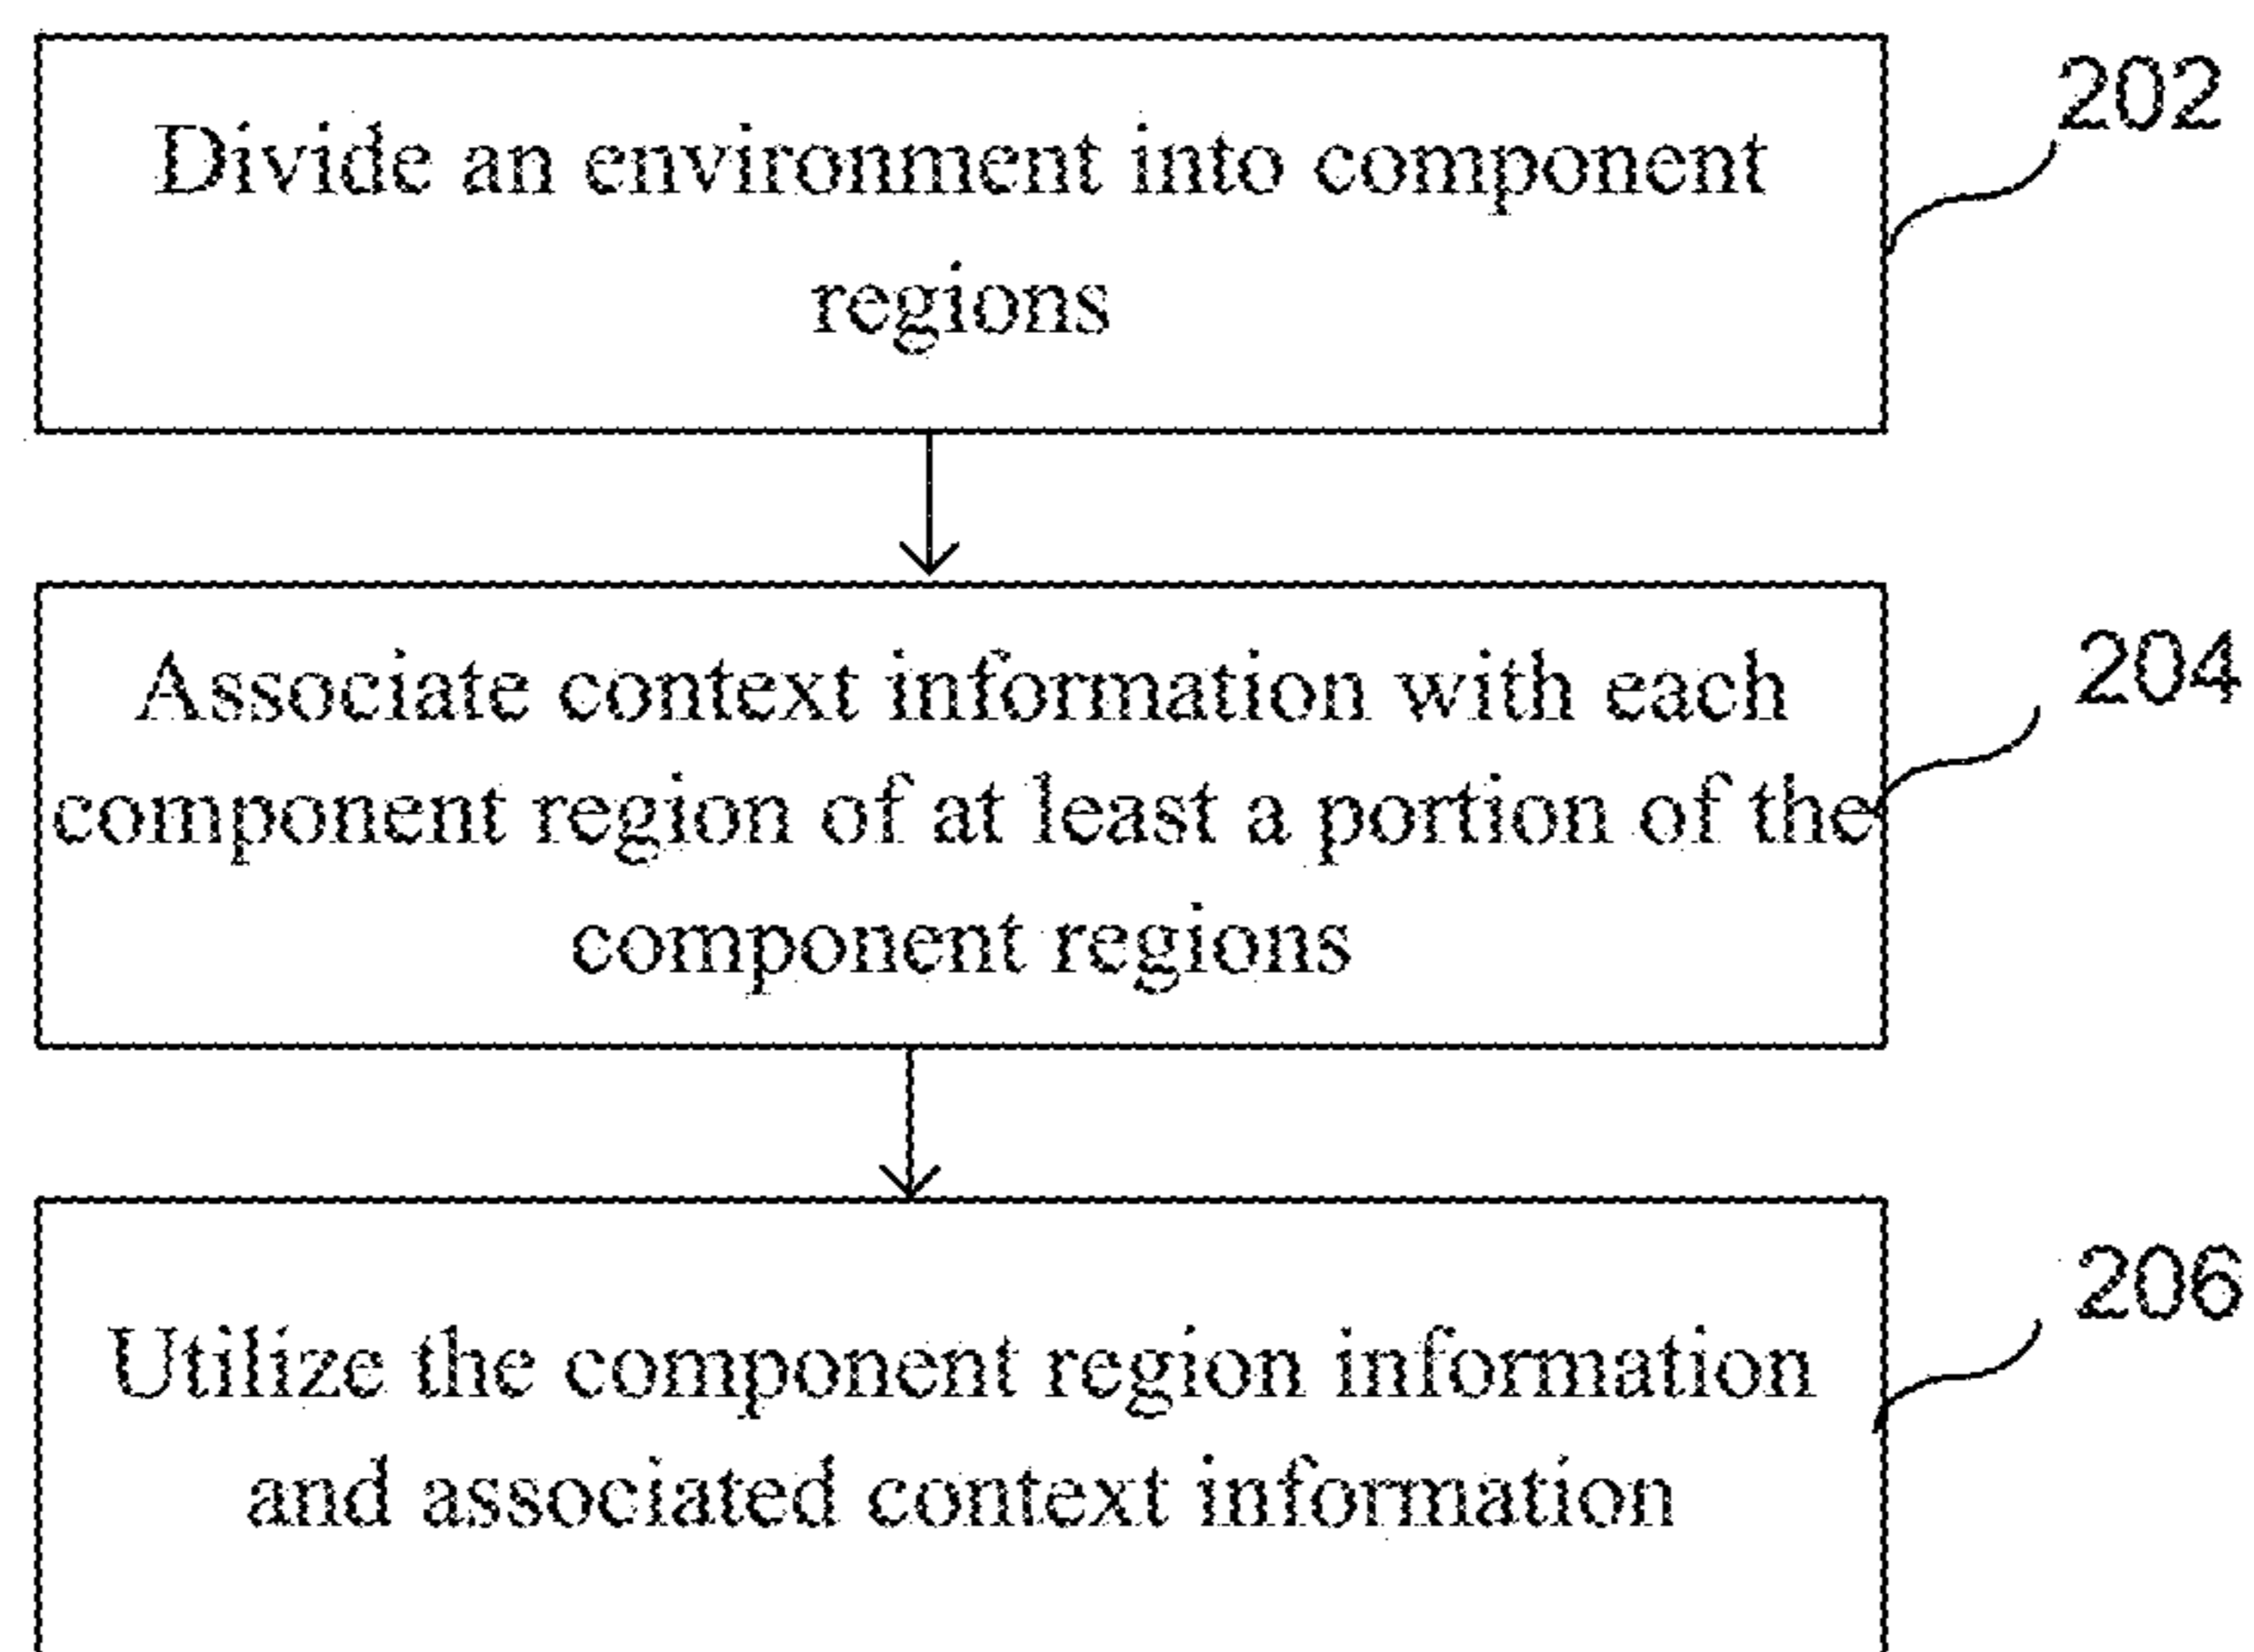 Divide an environment into component
regions
202
Associate context information with each
component region of at least a portion of the
component regions
204
Utilize the component region information
and associated context information
206